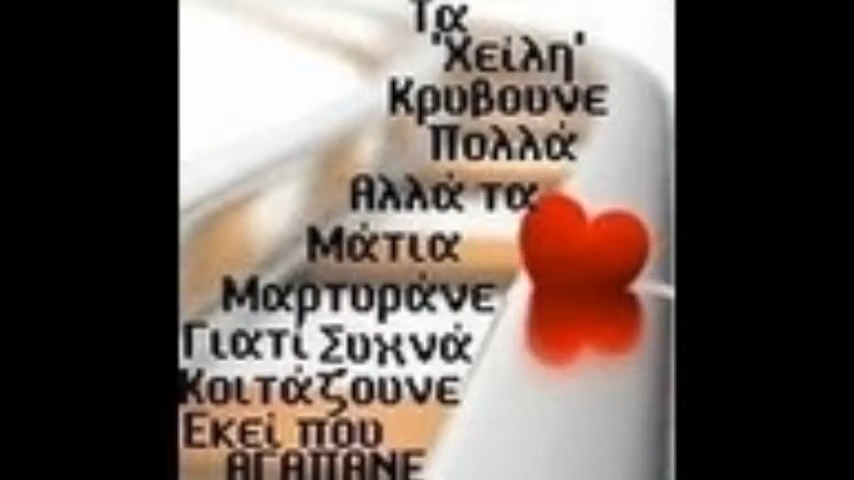 Τα
'Χείλη'
Κρυβουνε
Πολλά
Αλλά τα
Μάτια
Μαρτυράνε
Γιατί Συχνά
Κοιτάζουνε
Εκεί που
ΑΓΑΠΑΝΕ